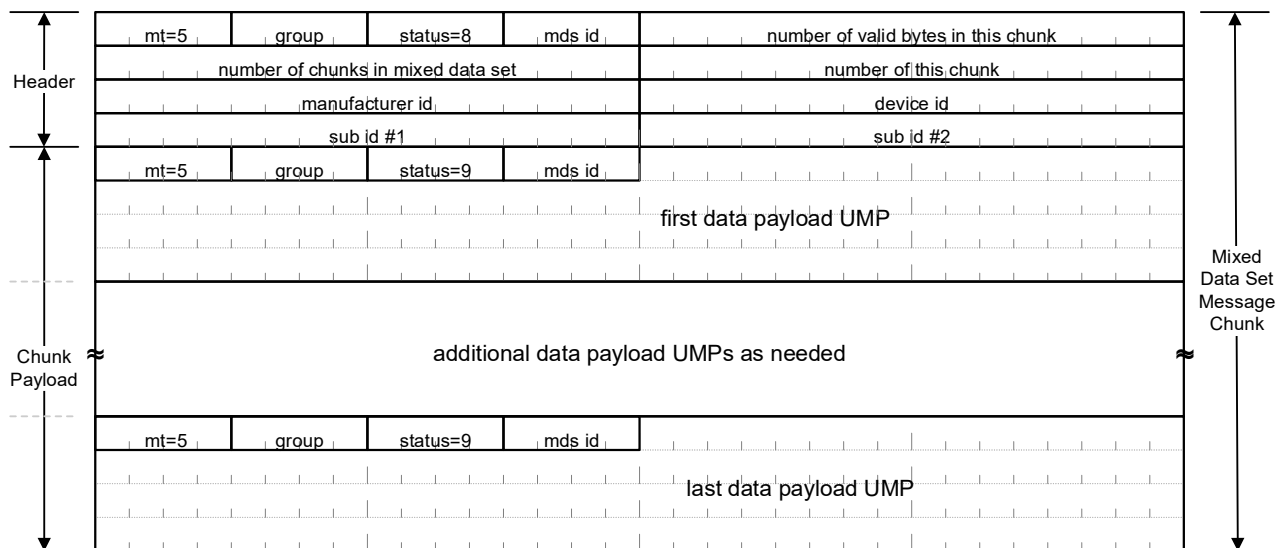 mt=5 group status=8 mds id number of valid bytes in this chunk
number of chunks in mixed data set number of this chunk
Header
manufacturer id device id
sub id #1 sub id #2
mt=5 group status=9 mds id
first data payload UMP
Mixed
Data Set
Message
Chunk
additional data payload UMPs as needed
Chunk
Payload
≈ ≈
mt=5 group status=9 mds id
last data payload UMP